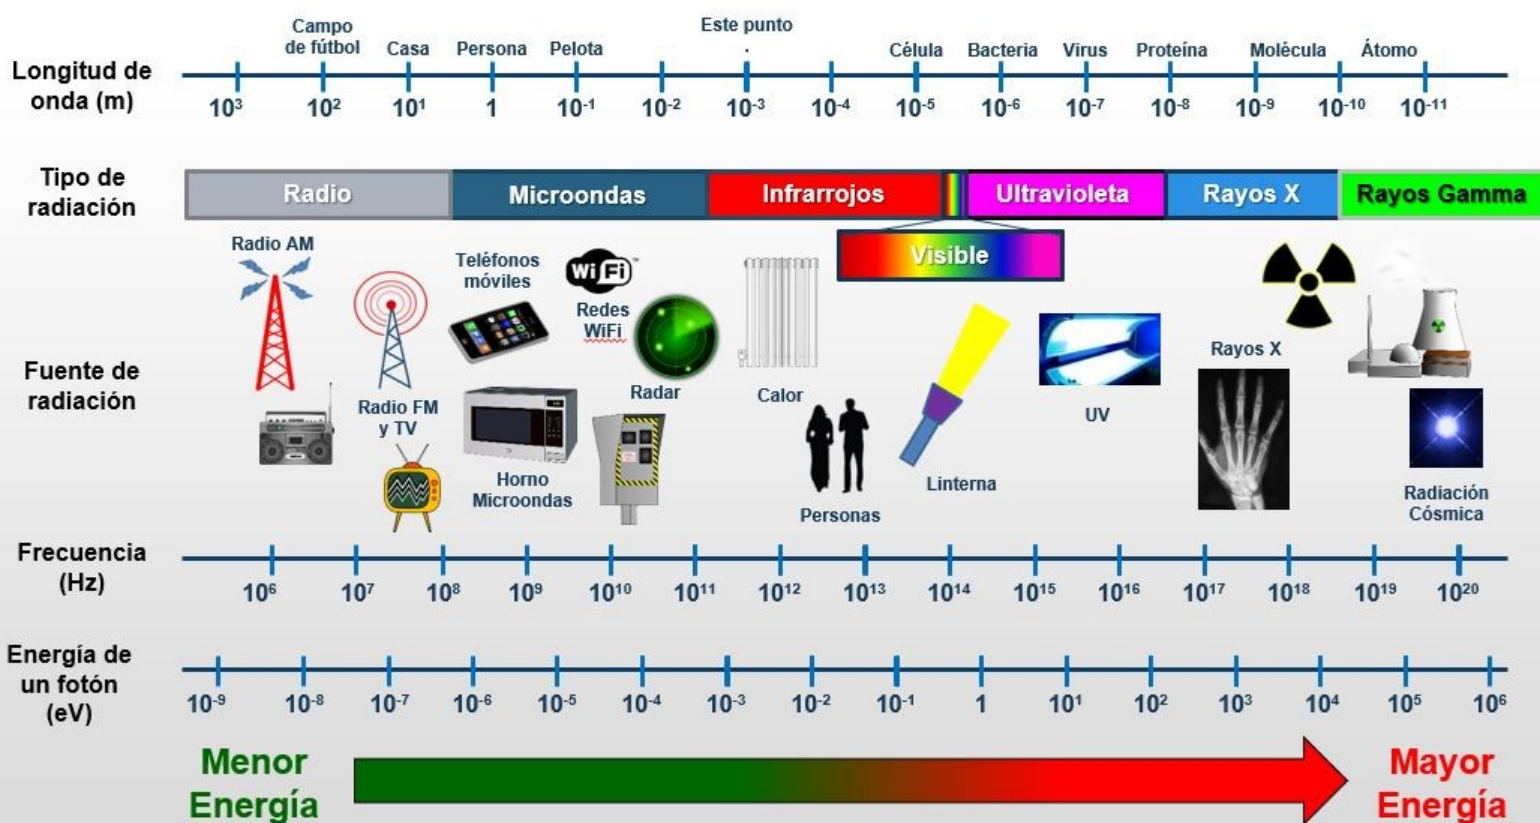 Campo
de fútbol
Casa
Persona
Pelota
Este punto
.
Célula
Bacteria
Virus
Proteína
Molécula
Átomo
Longitud de
onda (m)
10³ 10² 10¹ 1 10⁻¹ 10⁻² 10⁻³ 10⁻⁴ 10⁻⁵ 10⁻⁶ 10⁻⁷ 10⁻⁸ 10⁻⁹ 10⁻¹⁰ 10⁻¹¹
Tipo de
radiación
Radio
Microondas
Infrarrojos
Ultravioleta
Rayos X
Rayos Gamma
Visible
Fuente de
radiación
Radio AM
Radio FM
y TV
Teléfonos
móviles
Horno
Microondas
WiFi
TM
Redes
WiFi
Radar
Calor
Personas
Linterna
UV
Rayos X
Radiación
Cósmica
Frecuencia
(Hz)
10⁶ 10⁷ 10⁸ 10⁹ 10¹⁰ 10¹¹ 10¹² 10¹³ 10¹⁴ 10¹⁵ 10¹⁶ 10¹⁷ 10¹⁸ 10¹⁹ 10²⁰
Energía de
un fotón
(eV)
10⁻⁹ 10⁻⁸ 10⁻⁷ 10⁻⁶ 10⁻⁵ 10⁻⁴ 10⁻³ 10⁻² 10⁻¹ 1 10¹ 10² 10³ 10⁴ 10⁵ 10⁶
Menor
Energía
Mayor
Energía